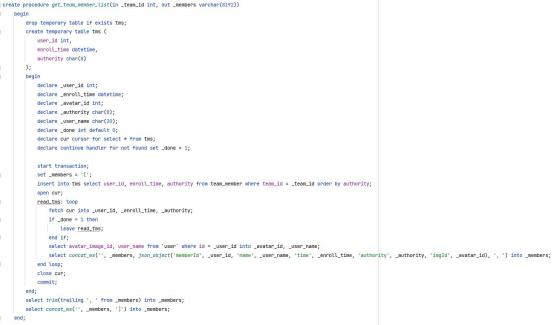 create procedure get_team_member_list(in _team_id int, out _members varchar(8192))
begin
drop temporary table if exists tms;
create temporary table tms (
user_id int,
enroll_time datetime,
authority char(8)
);
begin
declare _user_id int;
declare _enroll_time datetime;
declare _avatar_id int;
declare _authority char(8);
declare _user_name char(20);
declare _done int default 0;
declare cur cursor for select * from tms;
declare continue handler for not found set _done = 1;
start transaction;
set _members = '[';
insert into tms select user_id, enroll_time, authority from team_member where team_id = _team_id order by authority;
open cur;
read_tms: loop
fetch cur into _user_id, _enroll_time, _authority;
if _done = 1 then
leave read_tms;
end if;
select avatar_image_id, user_name from `user` where id = _user_id into _avatar_id, _user_name;
select concat_ws('', _members, json_object('memberId', _user_id, 'name', _user_name, 'time', _enroll_time, 'authority', _authority, 'imgId', _avatar_id), ', ') into _members;
end loop;
close cur;
commit;
end;
select trim(trailing ', ' from _members) into _members;
select concat_ws('', _members, ']') into _members;
end;